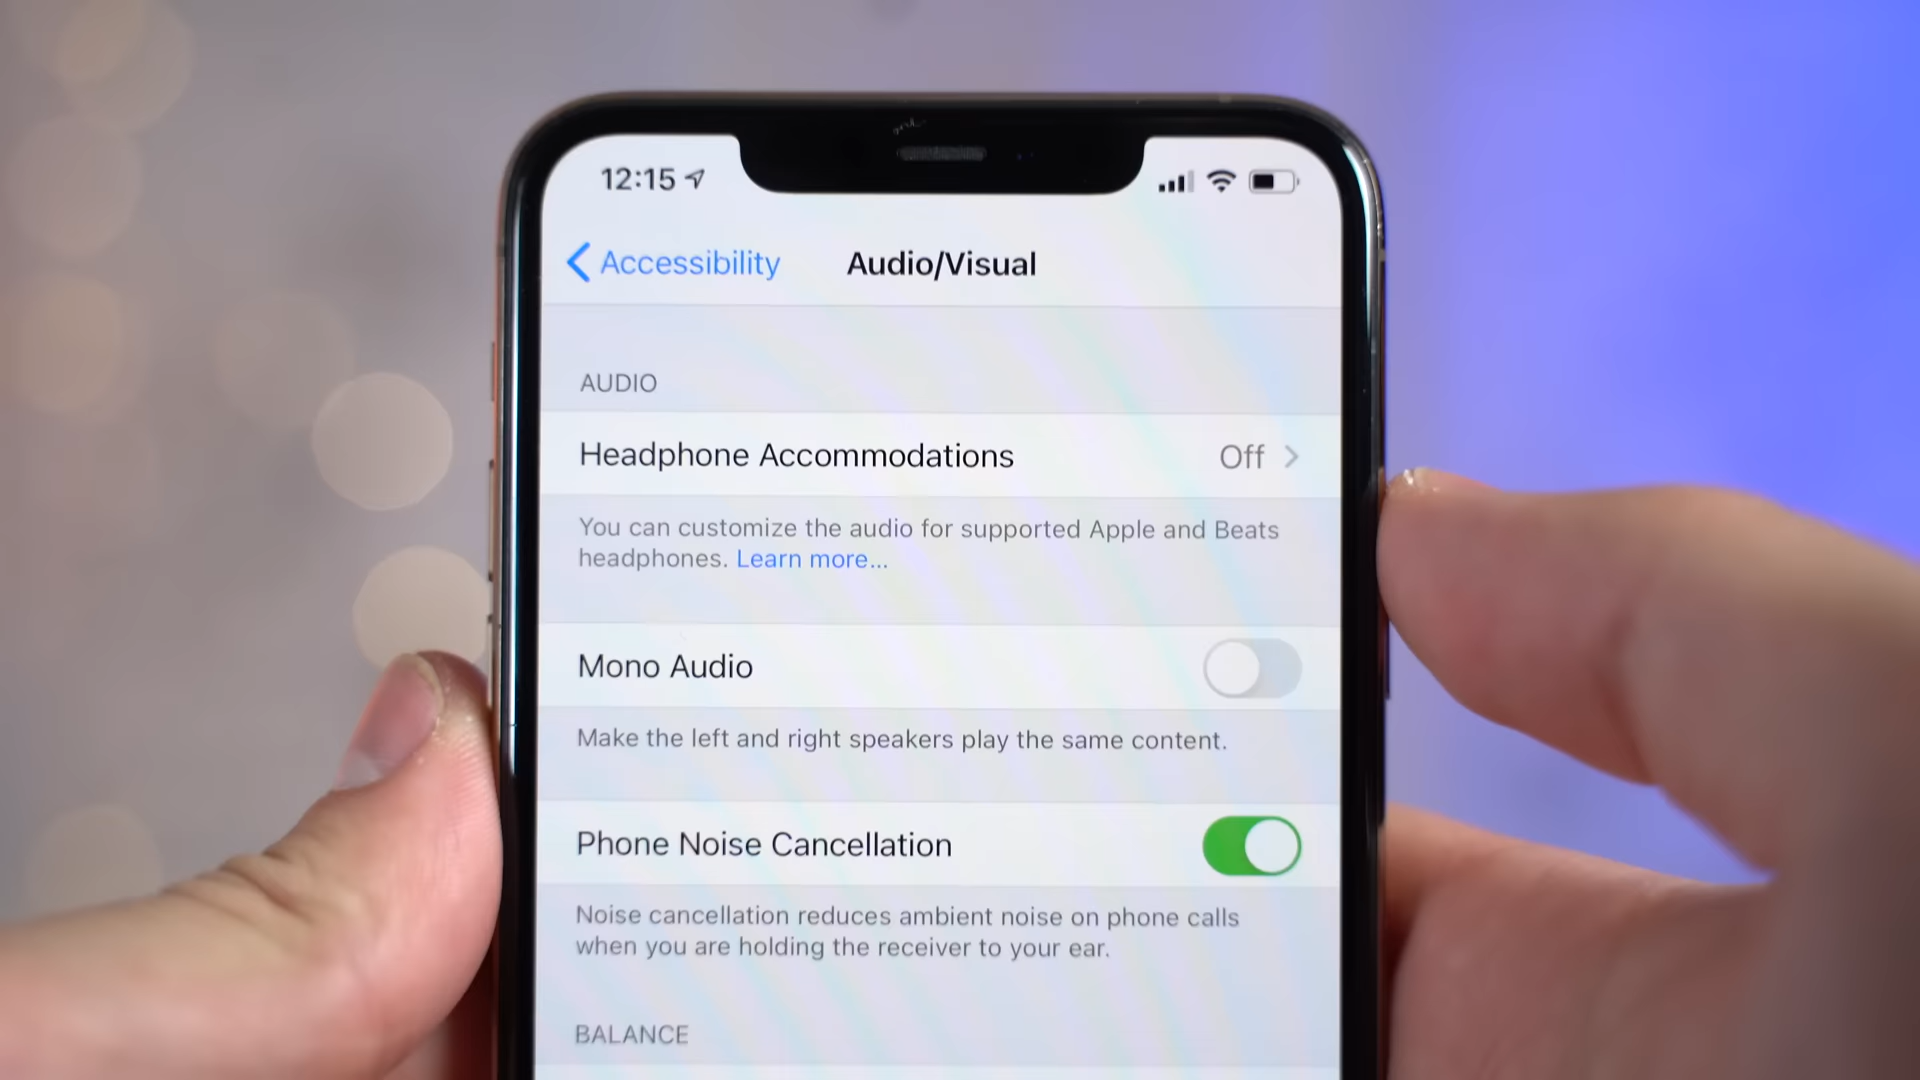 12:15
Accessibility
Audio/Visual
AUDIO
Headphone Accommodations
Off
You can customize the audio for supported Apple and Beats
headphones. Learn more...
Mono Audio
Make the left and right speakers play the same content.
Phone Noise Cancellation
Noise cancellation reduces ambient noise on phone calls
when you are holding the receiver to your ear.
BALANCE